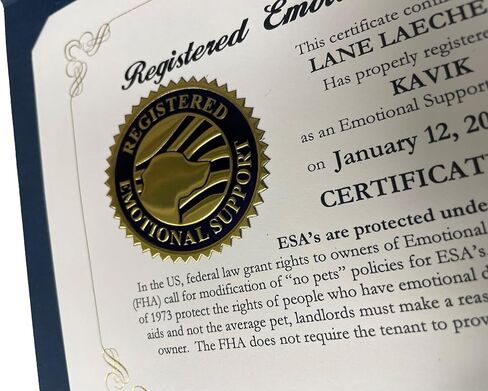 Registered
This certificate
LANE LAECHE
Has properly registere
KAVIK
as an Emotional Support
on January 12, 20
CERTIFICAT
REGISTERED
EMOTIONAL SUPPORT
ESA's are protected unde
In the US, federal law grant rights to owners of Emotional
(FHA) call for modification of “no pets” policies for ESA's
of 1973 protect the rights of people who have emotional d
aids and not the average pet, landlords must make a reas
owner. The FHA does not require the tenant to prov